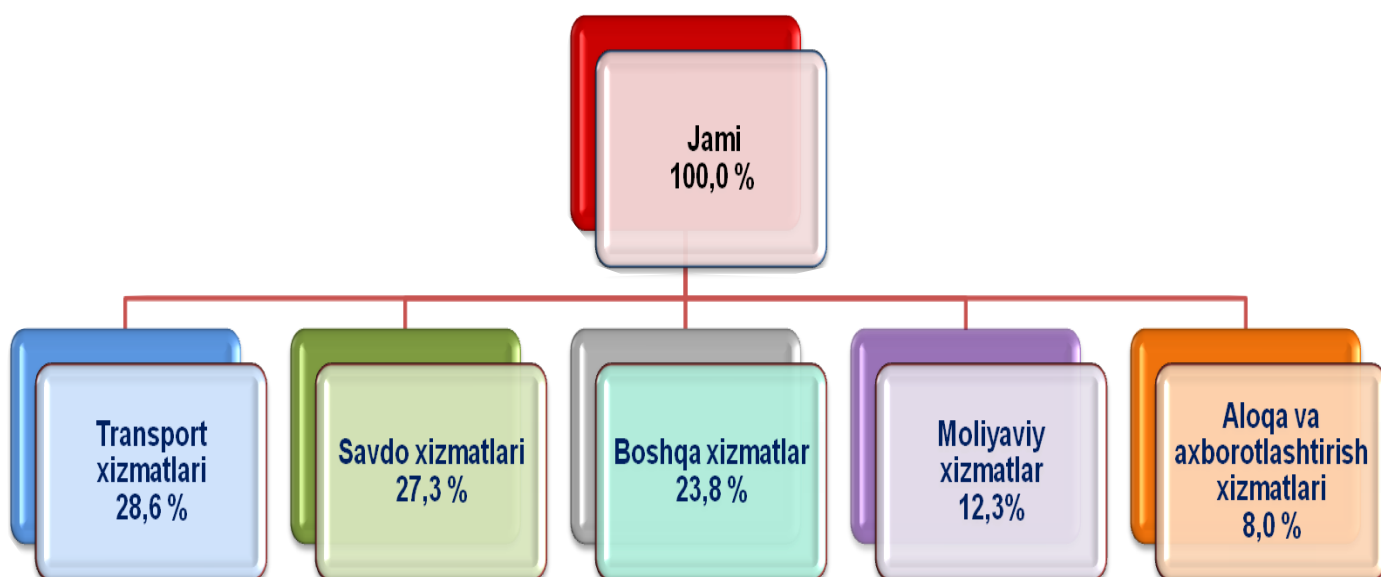 Jami
100,0 %
Transport
xizmatlari
28,6 %
Savdo xizmatlari
27,3 %
Boshqa xizmatlar
23,8 %
Moliyaviy
xizmatlar
12,3%
Aloqa va
axborotlashtirish
xizmatlari
8,0 %